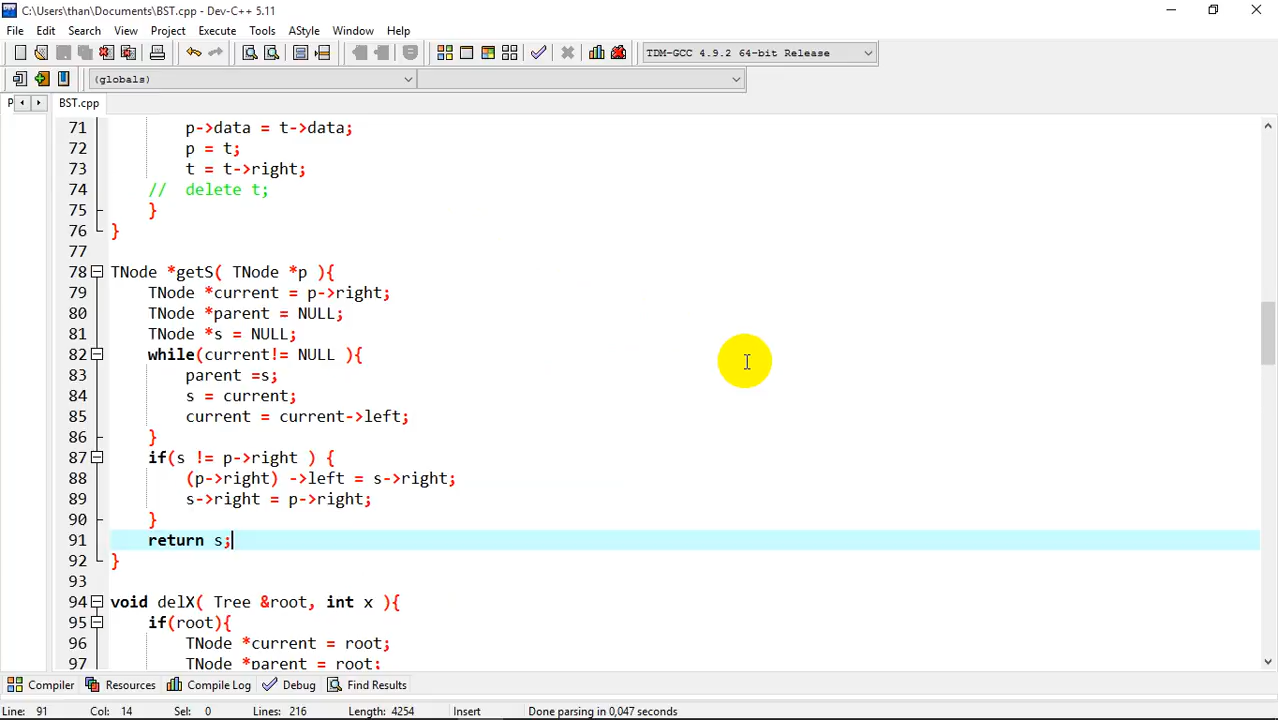 C:\Users\than\Documents\BST.cpp - Dev-C++ 5.11
File Edit Search View Project Execute Tools AStyle Window Help
TDM-GCC 4.9.2 64-bit Release
(globals)
P BST.cpp
71 p->data = t->data;
72 p = t;
73 t = t->right;
74 // delete t;
75 }
76 }
77
78 TNode *getS( TNode *p ){
79 TNode *current = p->right;
80 TNode *parent = NULL;
81 TNode *s = NULL;
82 while(current!= NULL ){
83 parent =s;
84 s = current;
85 current = current->left;
86 }
87 if(s != p->right ) {
88 (p->right) ->left = s->right;
89 s->right = p->right;
90 }
91 return s;
92 }
93
94 void delX( Tree &root, int x ){
95 if(root){
96 TNode *current = root;
97 TNode *parent = root;
Compiler Resources Compile Log Debug Find Results
Line: 91 Col: 14 Sel: 0 Lines: 216 Length: 4254 Insert Done parsing in 0,047 seconds